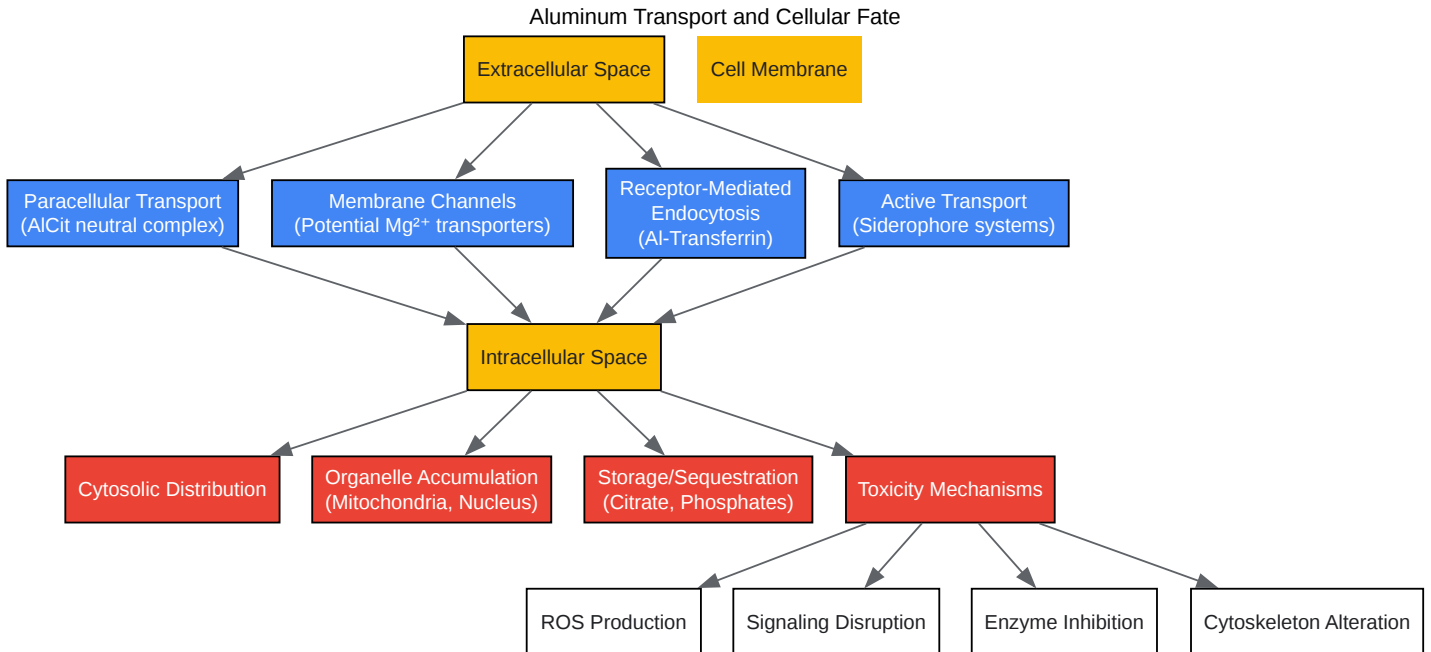 Aluminum Transport and Cellular Fate
Extracellular Space
Cell Membrane
Paracellular Transport
(AlCit neutral complex)
Membrane Channels
(Potential Mg²⁺ transporters)
Receptor-Mediated
Endocytosis
(Al-Transferrin)
Active Transport
(Siderophore systems)
Intracellular Space
Cytosolic Distribution
Organelle Accumulation
(Mitochondria, Nucleus)
Storage/Sequestration
(Citrate, Phosphates)
Toxicity Mechanisms
ROS Production
Signaling Disruption
Enzyme Inhibition
Cytoskeleton Alteration